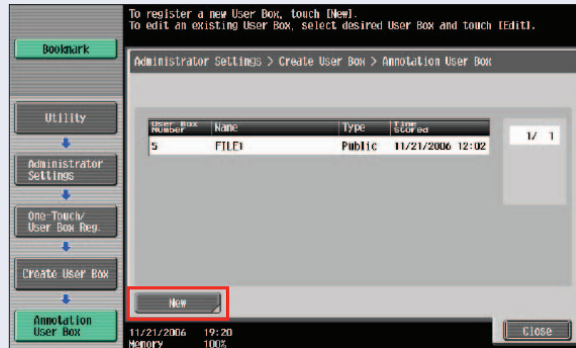 To register a new User Box, touch [New].
To edit an existing User Box, select desired User Box and touch [Edit].
Bookmark
Administrator Settings > Create User Box > Annotation User Box
Utility
Administrator
Settings
One-Touch/
User Box Reg.
Create User Box
Annotation
User Box
User Box
Number
Name
Type
Time
Stored
1/ 1
5
FILE1
Public
11/21/2006 12:02
New
11/21/2006 19:20
Memory 100%
Close